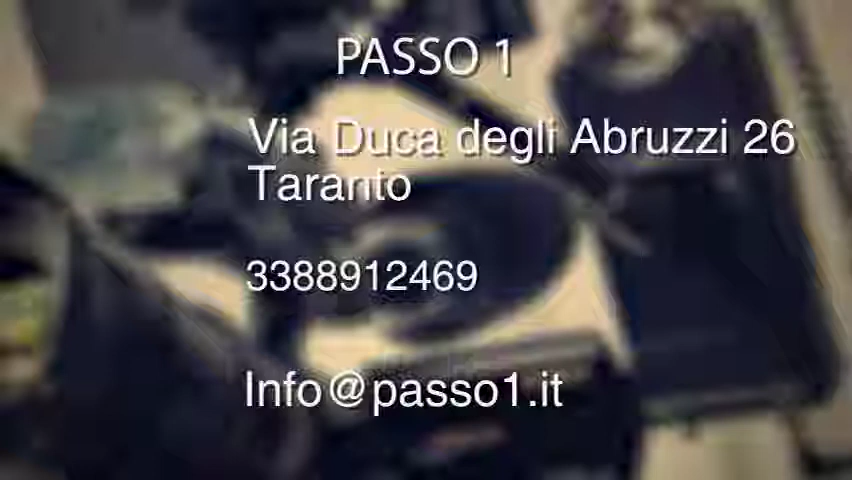 PASSO 1
Via Duca degli Abruzzi 26
Taranto
3388912469
Info@passo1.it